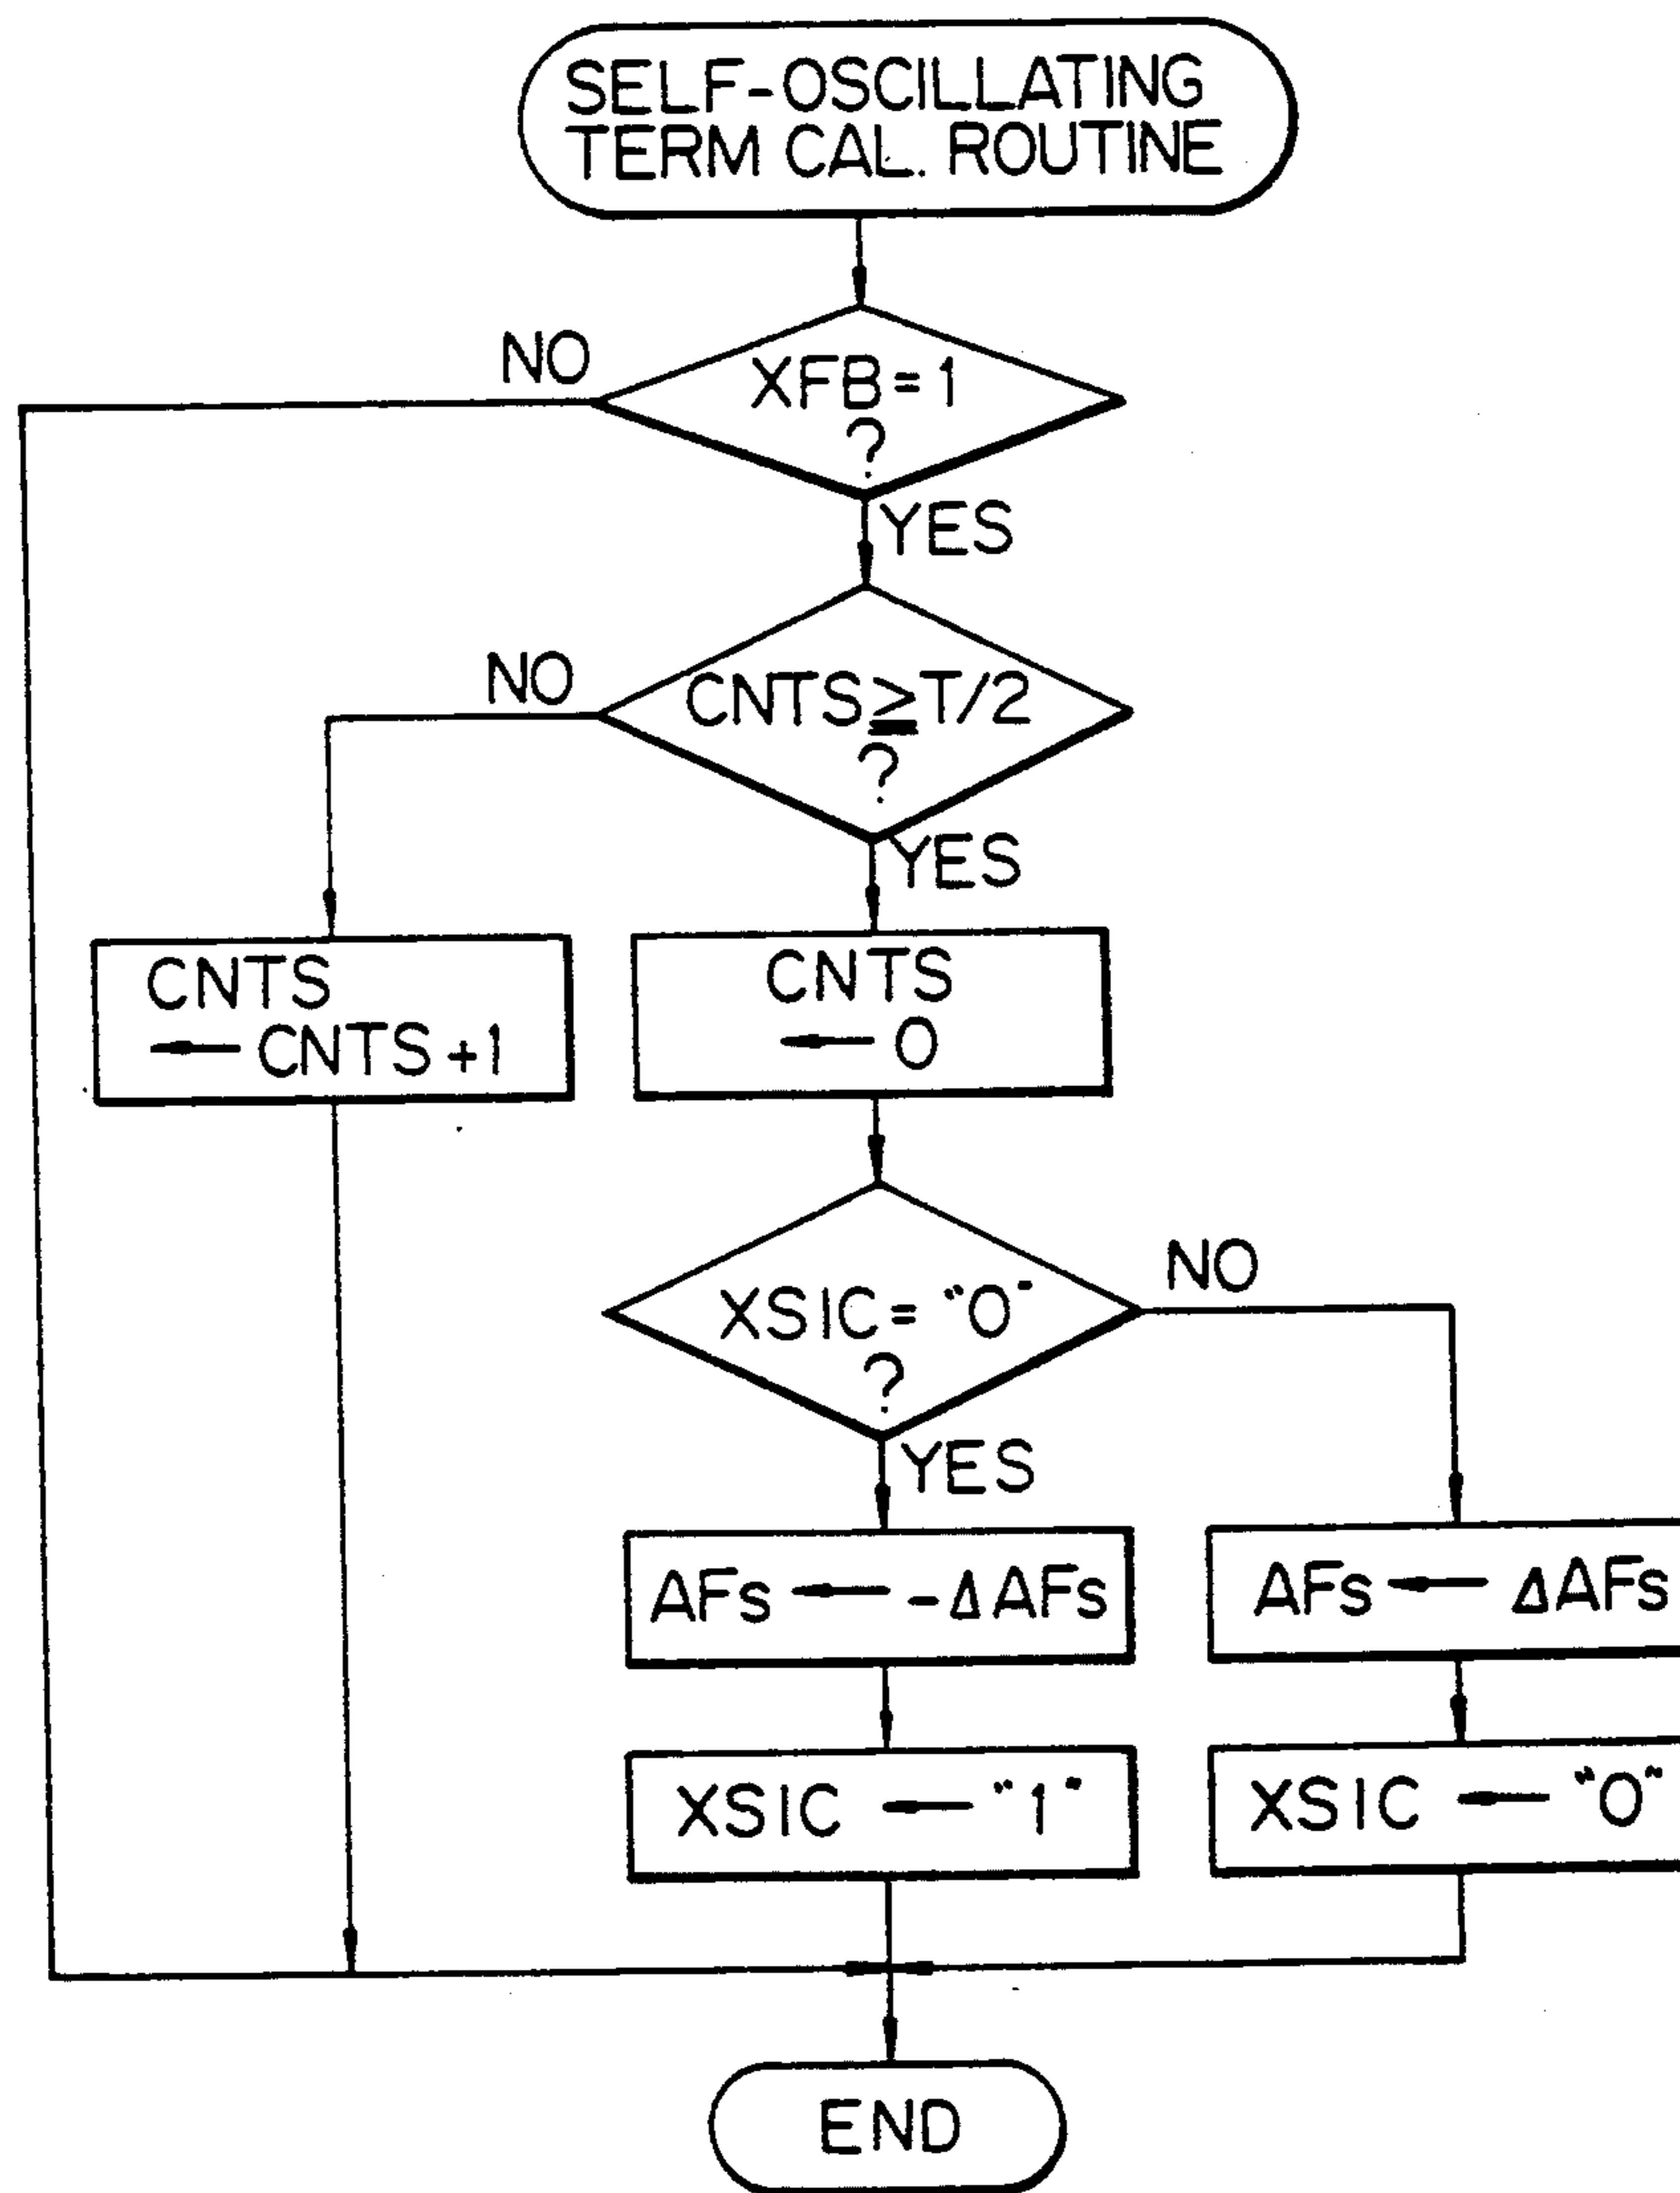 SELF-OSCILLATING
TERM CAL. ROUTINE
NO
XFB=1
?
YES
NO
CNTS≧T/2
?
YES
CNTS
←CNTS+1
CNTS
←0
NO
XSIC="0"
?
YES
AFs←-ΔAFs
AFs←ΔAFs
XSIC←"1"
XSIC←"0"
END